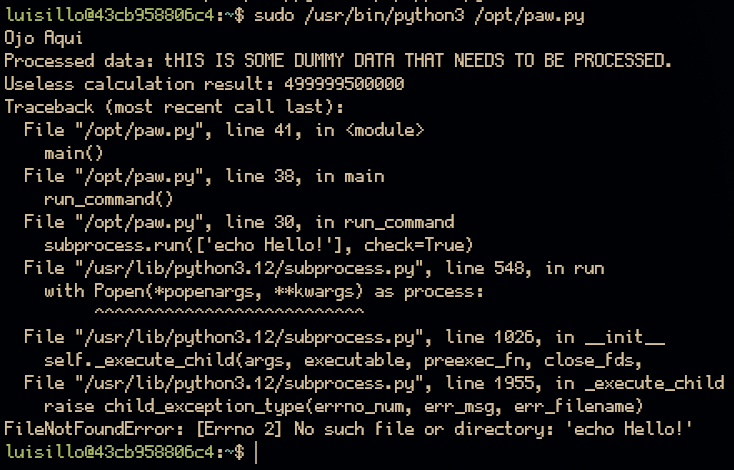 luisillo@43cb958806c4:~$ sudo /usr/bin/python3 /opt/paw.py
Ojo Aqui
Processed data: tHIS IS SOME DUMMY DATA THAT NEEDS TO BE PROCESSED.
Useless calculation result: 499999500000
Traceback (most recent call last):
  File "/opt/paw.py", line 41, in <module>
    main()
  File "/opt/paw.py", line 38, in main
    run_command()
  File "/opt/paw.py", line 30, in run_command
    subprocess.run(['echo Hello!'], check=True)
  File "/usr/lib/python3.12/subprocess.py", line 548, in run
    with Popen(*popenargs, **kwargs) as process:
         ^^^^^^^^^^^^^^^^^^^^^^^^^^^
  File "/usr/lib/python3.12/subprocess.py", line 1026, in __init__
    self._execute_child(args, executable, preexec_fn, close_fds,
  File "/usr/lib/python3.12/subprocess.py", line 1955, in _execute_child
    raise child_exception_type(errno_num, err_msg, err_filename)
FileNotFoundError: [Errno 2] No such file or directory: 'echo Hello!'
luisillo@43cb958806c4:~$